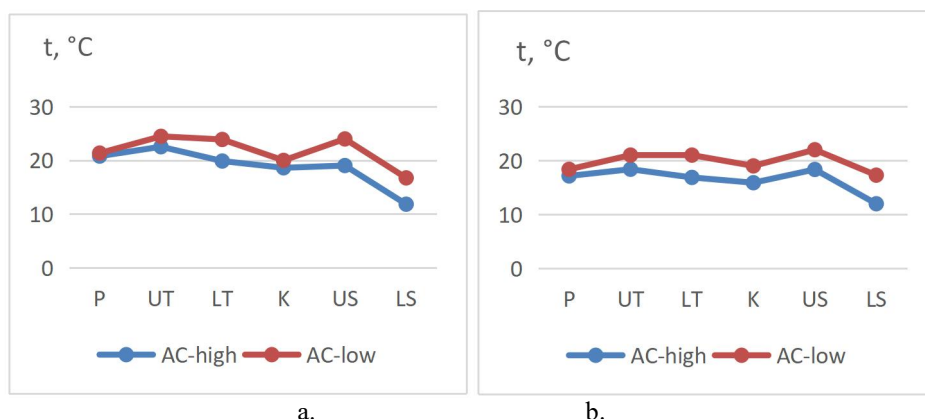 t, °C
30
20
10
0
P UT LT K US LS
AC-high AC-low
a.
t, °C
30
20
10
0
P UT LT K US LS
AC-high AC-low
b.